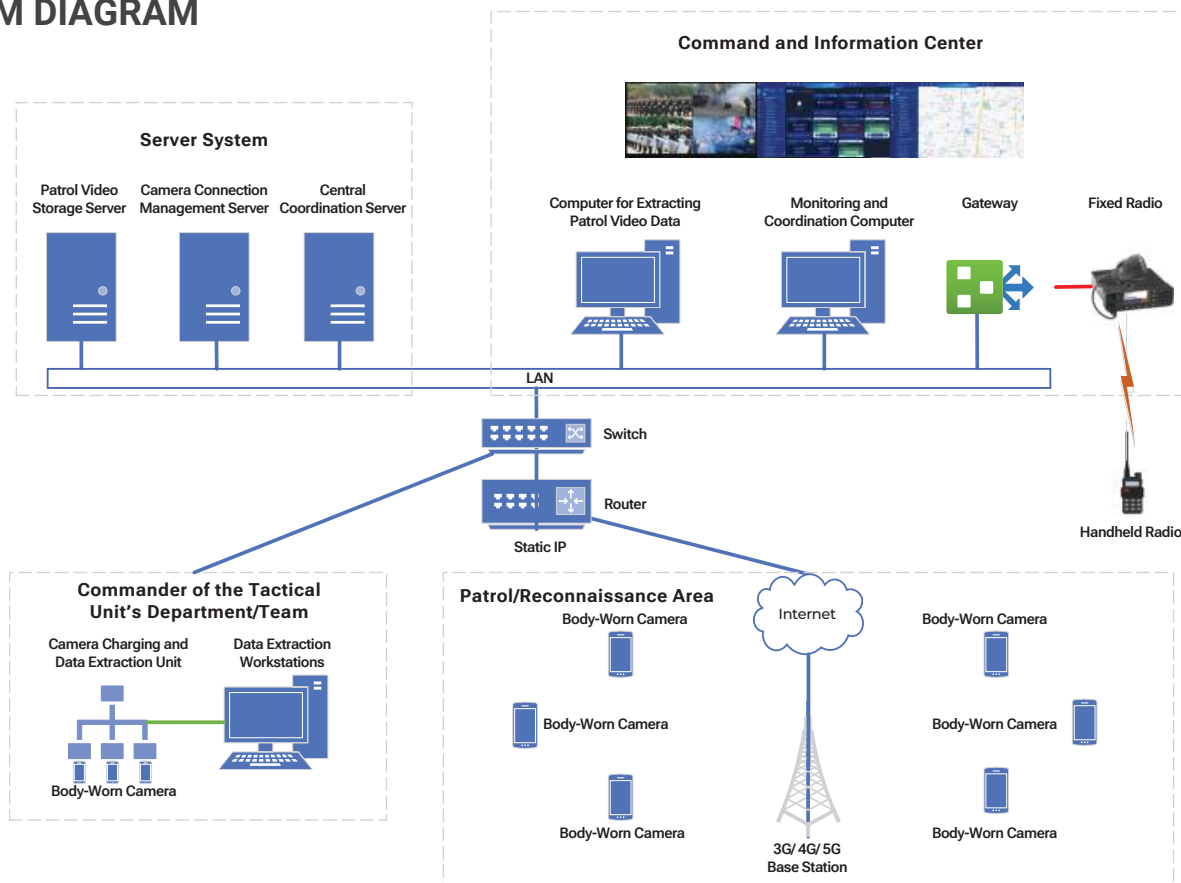 M DIAGRAM
Command and Information Center
Server System
Patrol Video
Storage Server
Camera Connection
Management Server
Central
Coordination Server
Computer for Extracting
Patrol Video Data
Monitoring and
Coordination Computer
Gateway
Fixed Radio
LAN
Switch
Router
Static IP
Handheld Radio
Commander of the Tactical
Unit's Department/Team
Camera Charging and
Data Extraction Unit
Data Extraction
Workstations
Body-Worn Camera
Patrol/Reconnaissance Area
Internet
Body-Worn Camera
Body-Worn Camera
Body-Worn Camera
Body-Worn Camera
Body-Worn Camera
Body-Worn Camera
3G/ 4G/ 5G
Base Station